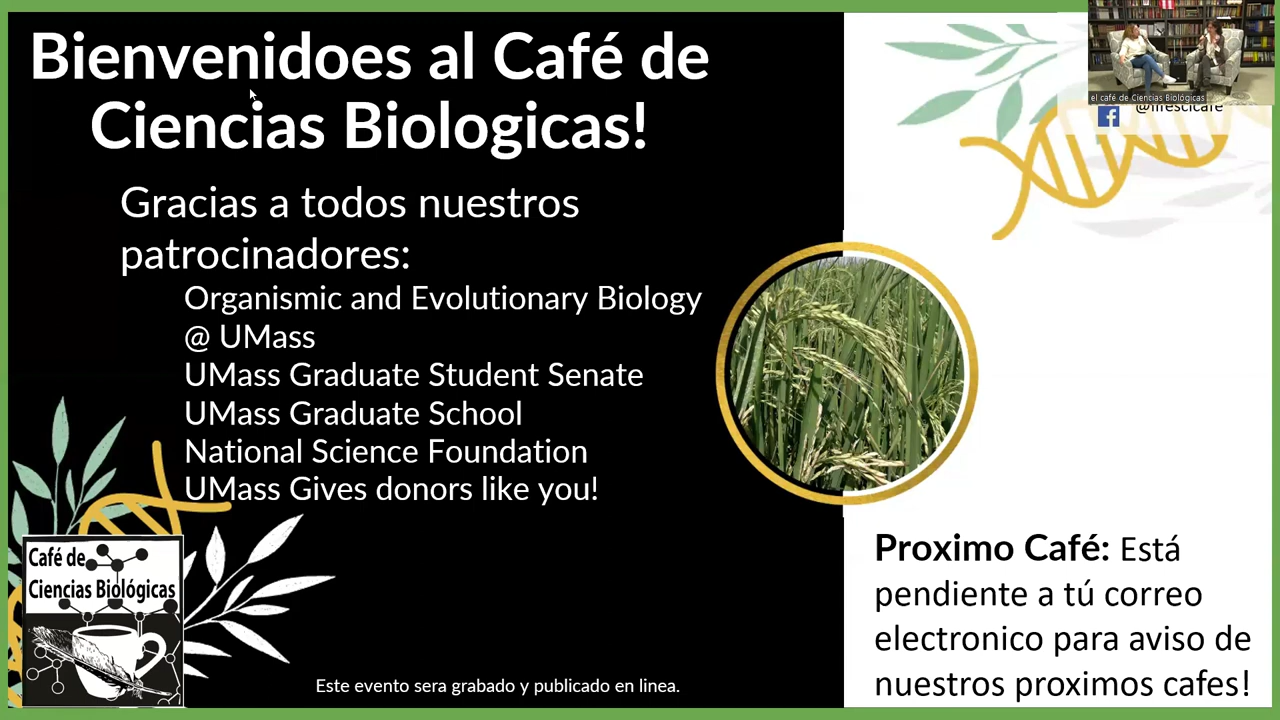 Bienvenidoes al Café de
Ciencias Biologicas!
Gracias a todos nuestros
patrocinadores:
Organismic and Evolutionary Biology
@ UMass
UMass Graduate Student Senate
UMass Graduate School
National Science Foundation
UMass Gives donors like you!
Café de
Ciencias Biológicas
Este evento sera grabado y publicado en linea.
el café de Ciencias Biológicas
@lifescicafe
Proximo Café: Está
pendiente a tú correo
electronico para aviso de
nuestros proximos cafes!